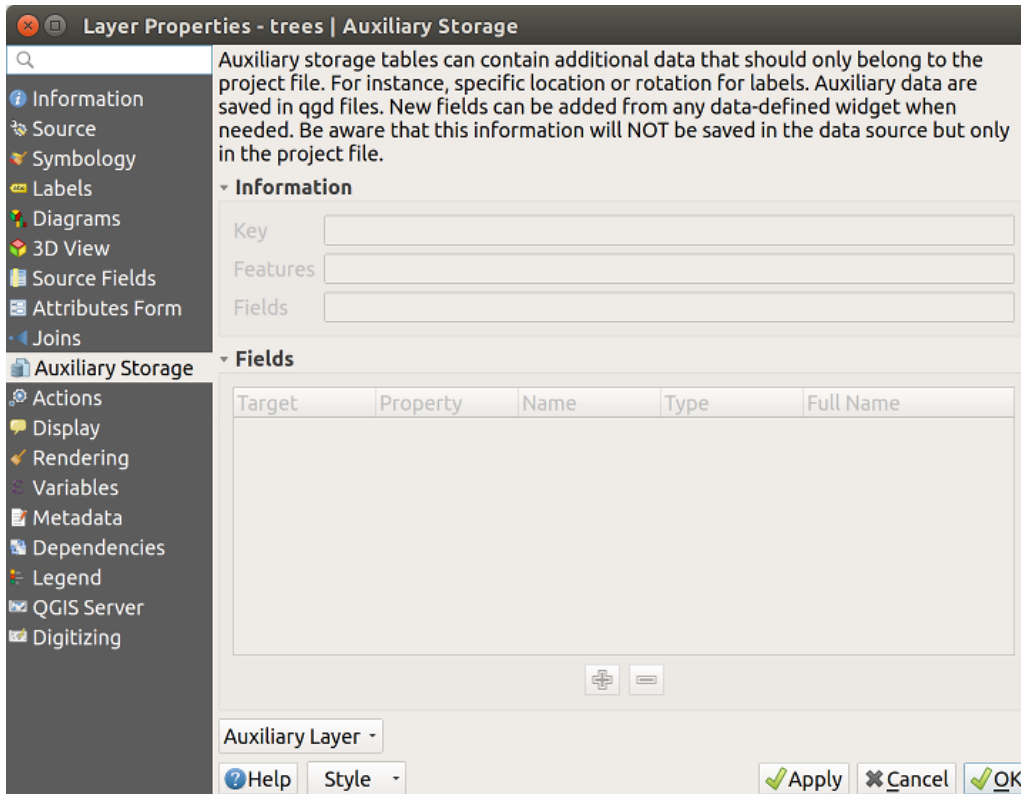 Layer Properties - trees | Auxiliary Storage
Information
Source
Symbology
Labels
Diagrams
3D View
Source Fields
Attributes Form
Joins
Auxiliary Storage
Actions
Display
Rendering
Variables
Metadata
Dependencies
Legend
QGIS Server
Digitizing
Auxiliary storage tables can contain additional data that should only belong to the
project file. For instance, specific location or rotation for labels. Auxiliary data are
saved in qgd files. New fields can be added from any data-defined widget when
needed. Be aware that this information will NOT be saved in the data source but only
in the project file.
Information
Key
Features
Fields
Fields
Target Property Name Type Full Name
Auxiliary Layer
Help Style Apply Cancel OK